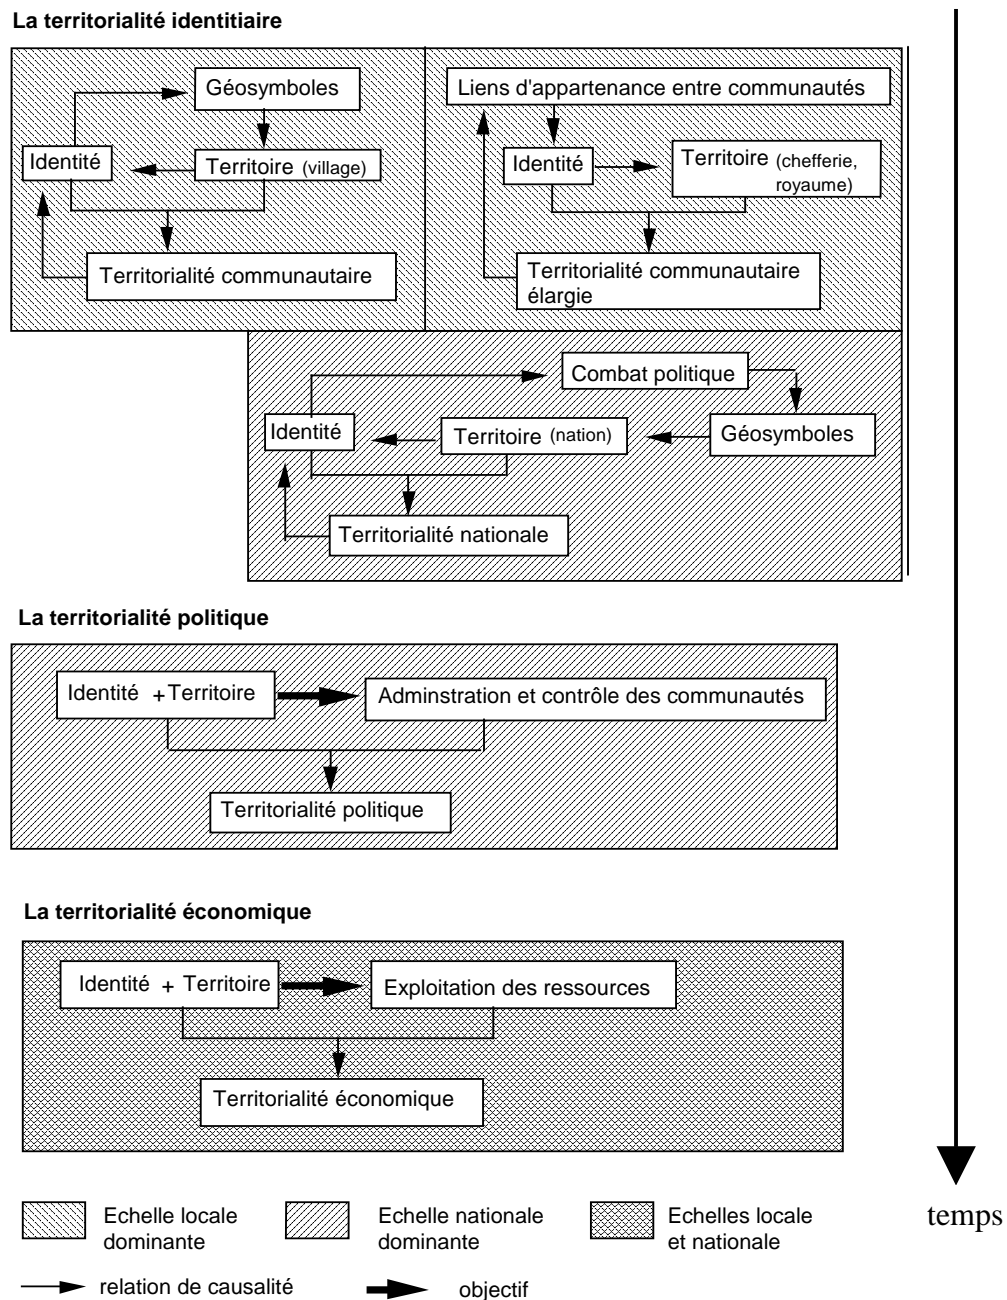 La territorialité identitiaire
Géosymboles
Identité
Territoire (village)
Territorialité communautaire
Liens d'appartenance entre communautés
Identité
Territoire (chefferie,
royaume)
Territorialité communautaire
élargie
Combat politique
Identité
Territoire (nation)
Géosymboles
Territorialité nationale
La territorialité politique
Identité + Territoire
Adminstration et contrôle des communautés
Territorialité politique
La territorialité économique
Identité + Territoire
Exploitation des ressources
Territorialité économique
temps
Echelle locale
dominante
Echelle nationale
dominante
Echelles locale
et nationale
relation de causalité
objectif